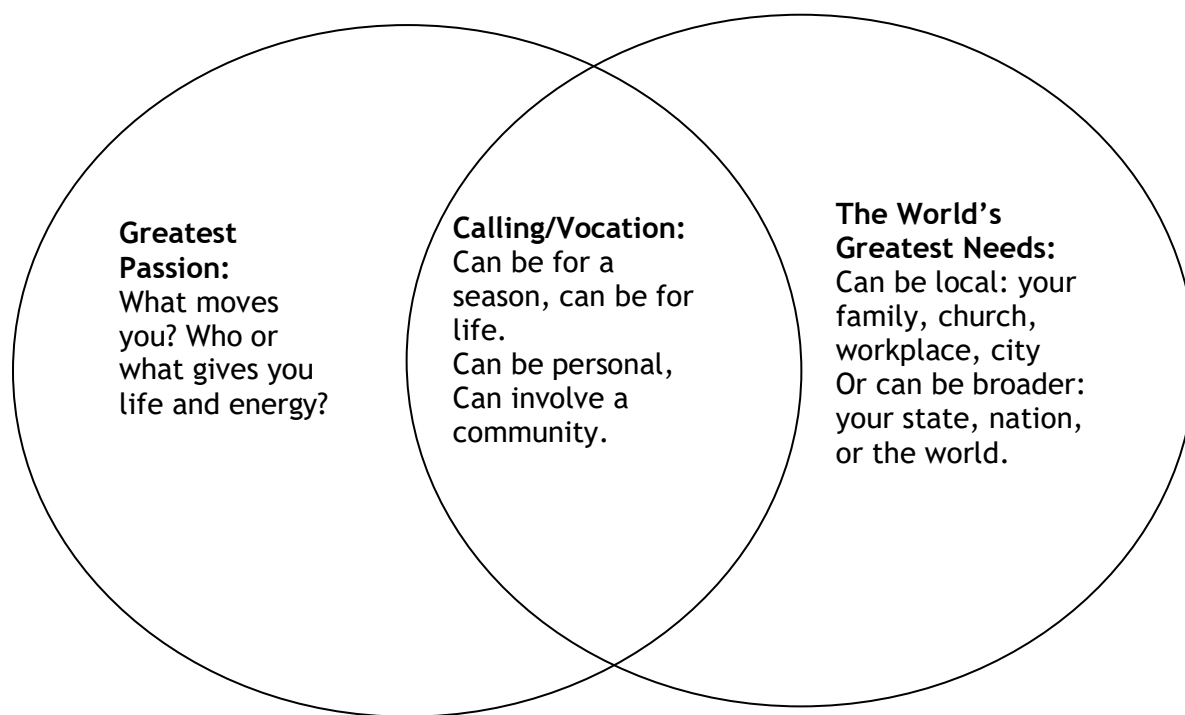 Greatest
Passion:
What moves
you? Who or
what gives you
life and energy?
Calling/Vocation:
Can be for a
season, can be for
life.
Can be personal,
Can involve a
community.
The World’s
Greatest Needs:
Can be local: your
family, church,
workplace, city
Or can be broader:
your state, nation,
or the world.